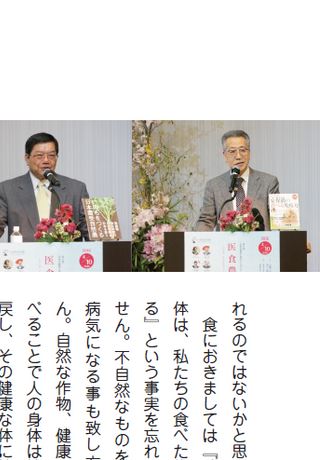 医食
10
医食農
10
れるのではないかと思
食におきましては『
体は、私たちの食べた
る』という事実を忘れ
せん。不自然なものを
病気になる事も致し
ん。自然な作物、健康
べることで人の身体は
戻し、その健康な体に